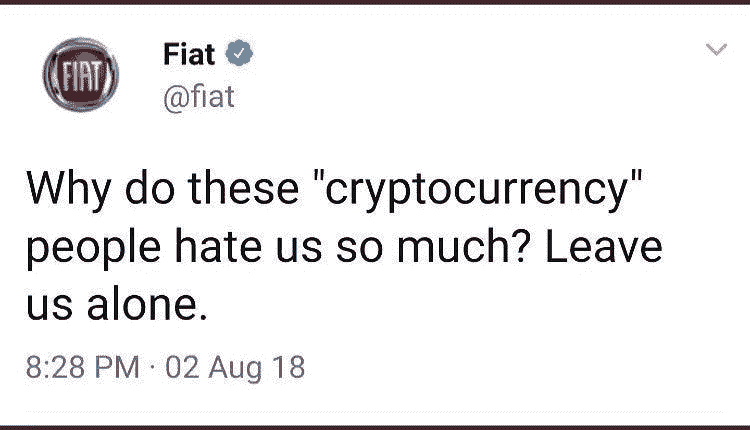 FIAT
Fiat
@fiat
Why do these "cryptocurrency"
people hate us so much? Leave
us alone.
8:28 PM · 02 Aug 18